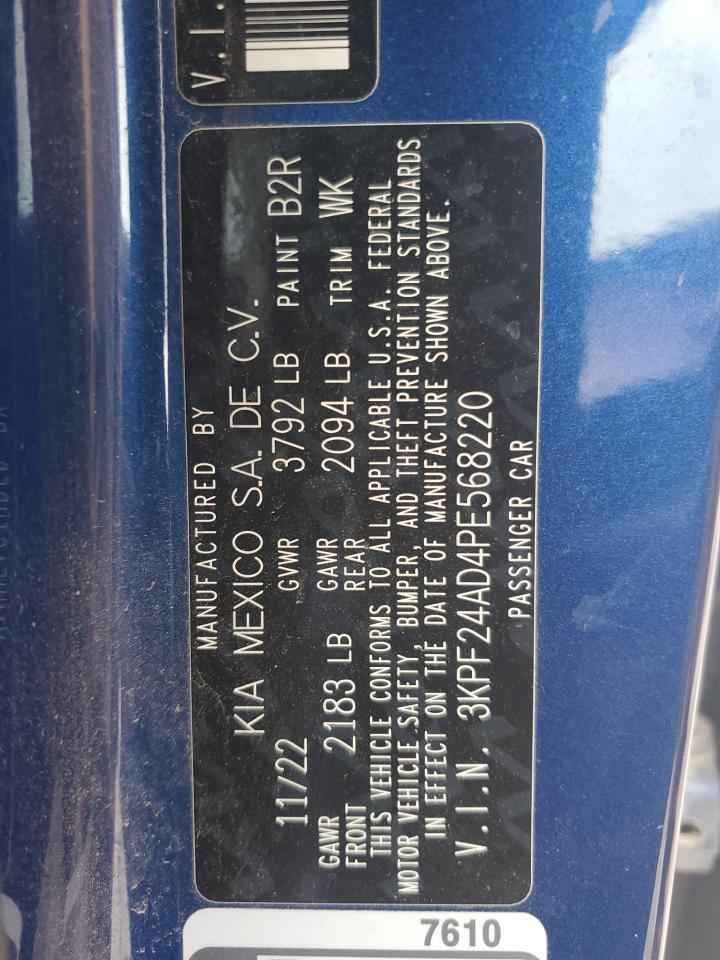 V.I.
MANUFACTURED BY
KIA MEXICO S.A. DE C.V.
11/22 GVWR 3792 LB PAINT B2R
GAWR FRONT 2183 LB GAWR REAR 2094 LB TRIM WK
THIS VEHICLE CONFORMS TO ALL APPLICABLE U.S.A. FEDERAL
MOTOR VEHICLE SAFETY, BUMPER, AND THEFT PREVENTION STANDARDS
IN EFFECT ON THE DATE OF MANUFACTURE SHOWN ABOVE.
V.I.N. 3KPF24AD4PE568220
PASSENGER CAR
7610